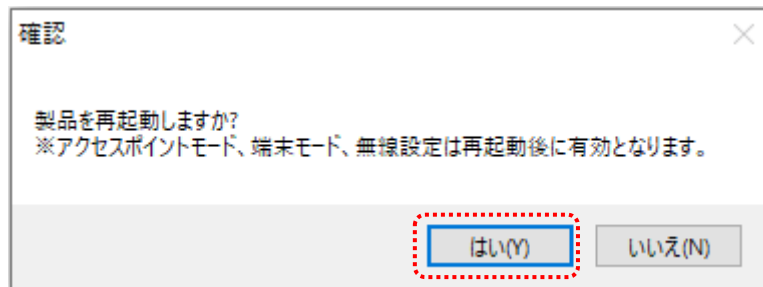 確認
製品を再起動しますか?
※アクセスポイントモード、端末モード、無線設定は再起動後に有効となります。
はい(Y)
いいえ(N)